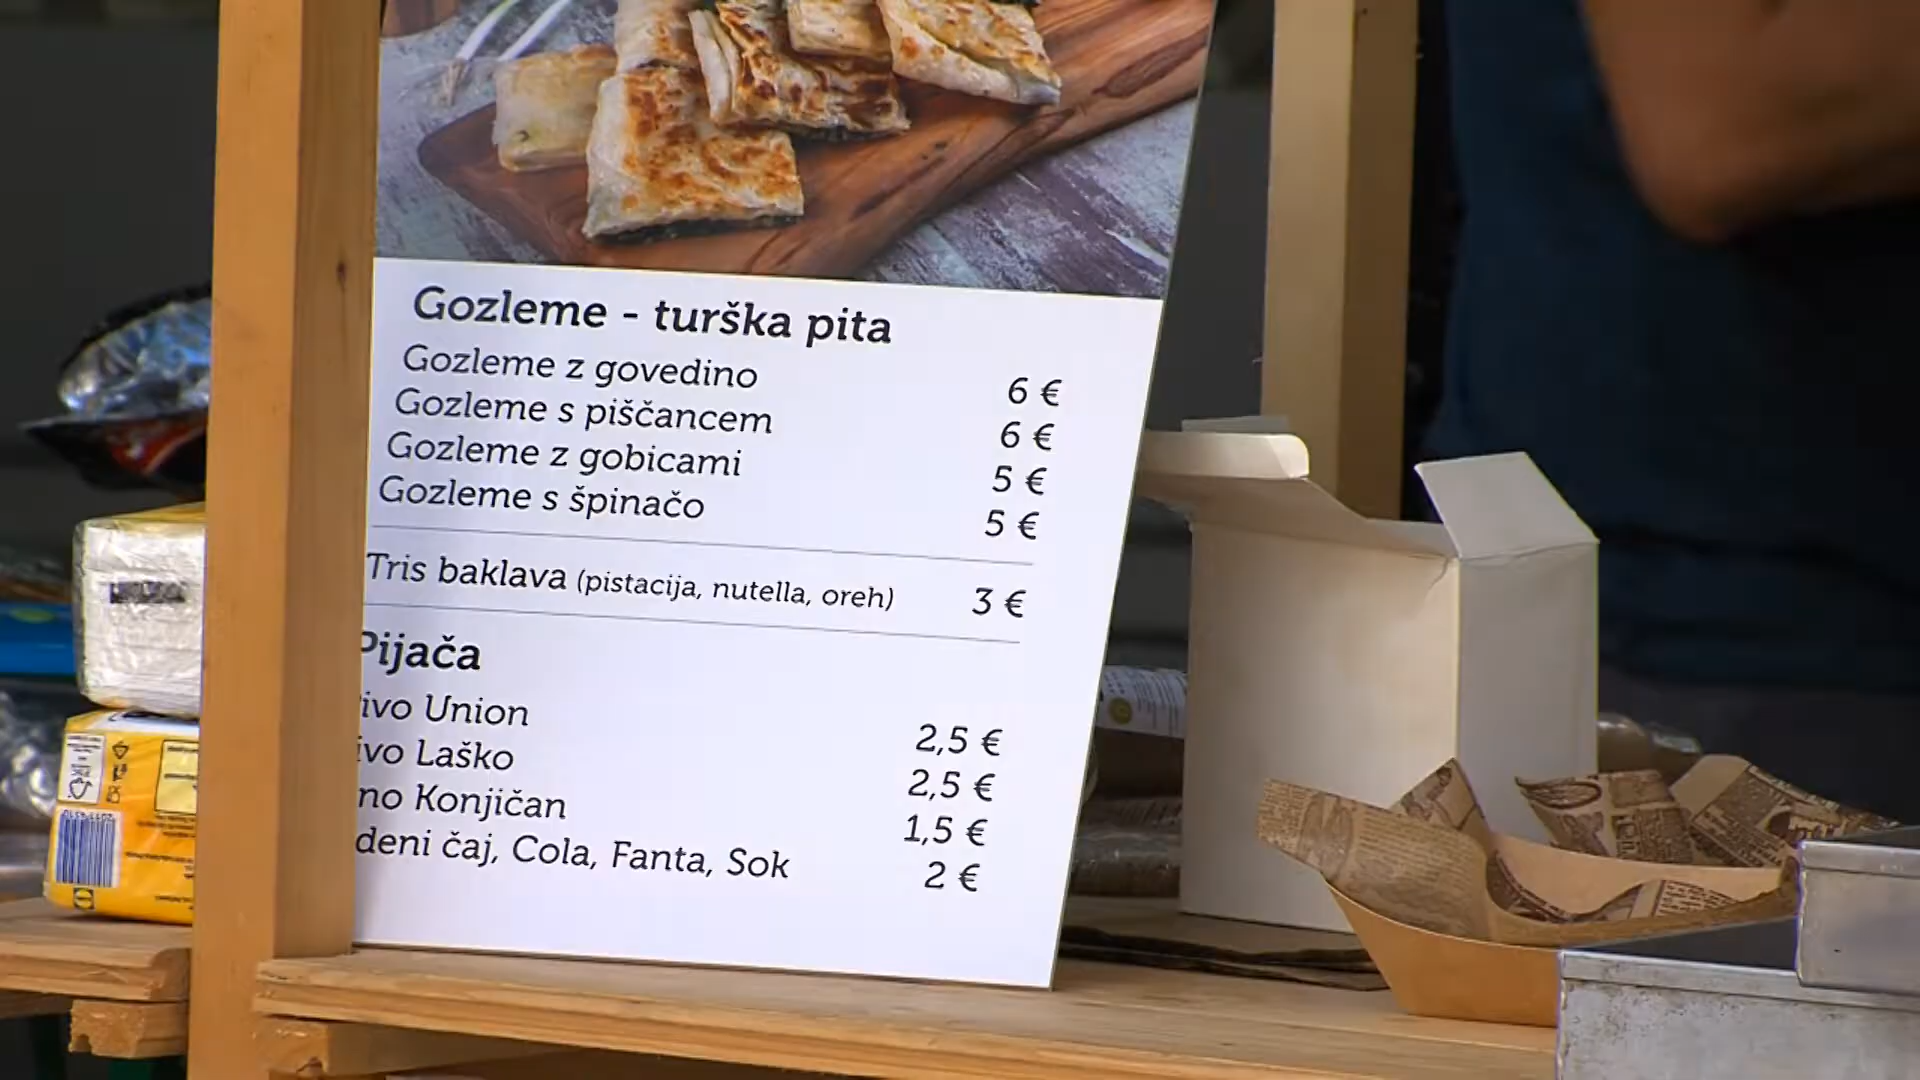 Gozleme - turška pita
Gozleme z govedino 6 €
Gozleme s piščancem 6 €
Gozleme z gobicami 5 €
Gozleme s špinačo 5 €
Tris baklava (pistacija, nutella, oreh) 3 €
Pijača
ivo Union 2,5 €
ivo Laško 2,5 €
no Konjičan 1,5 €
deni čaj, Cola, Fanta, Sok 2 €